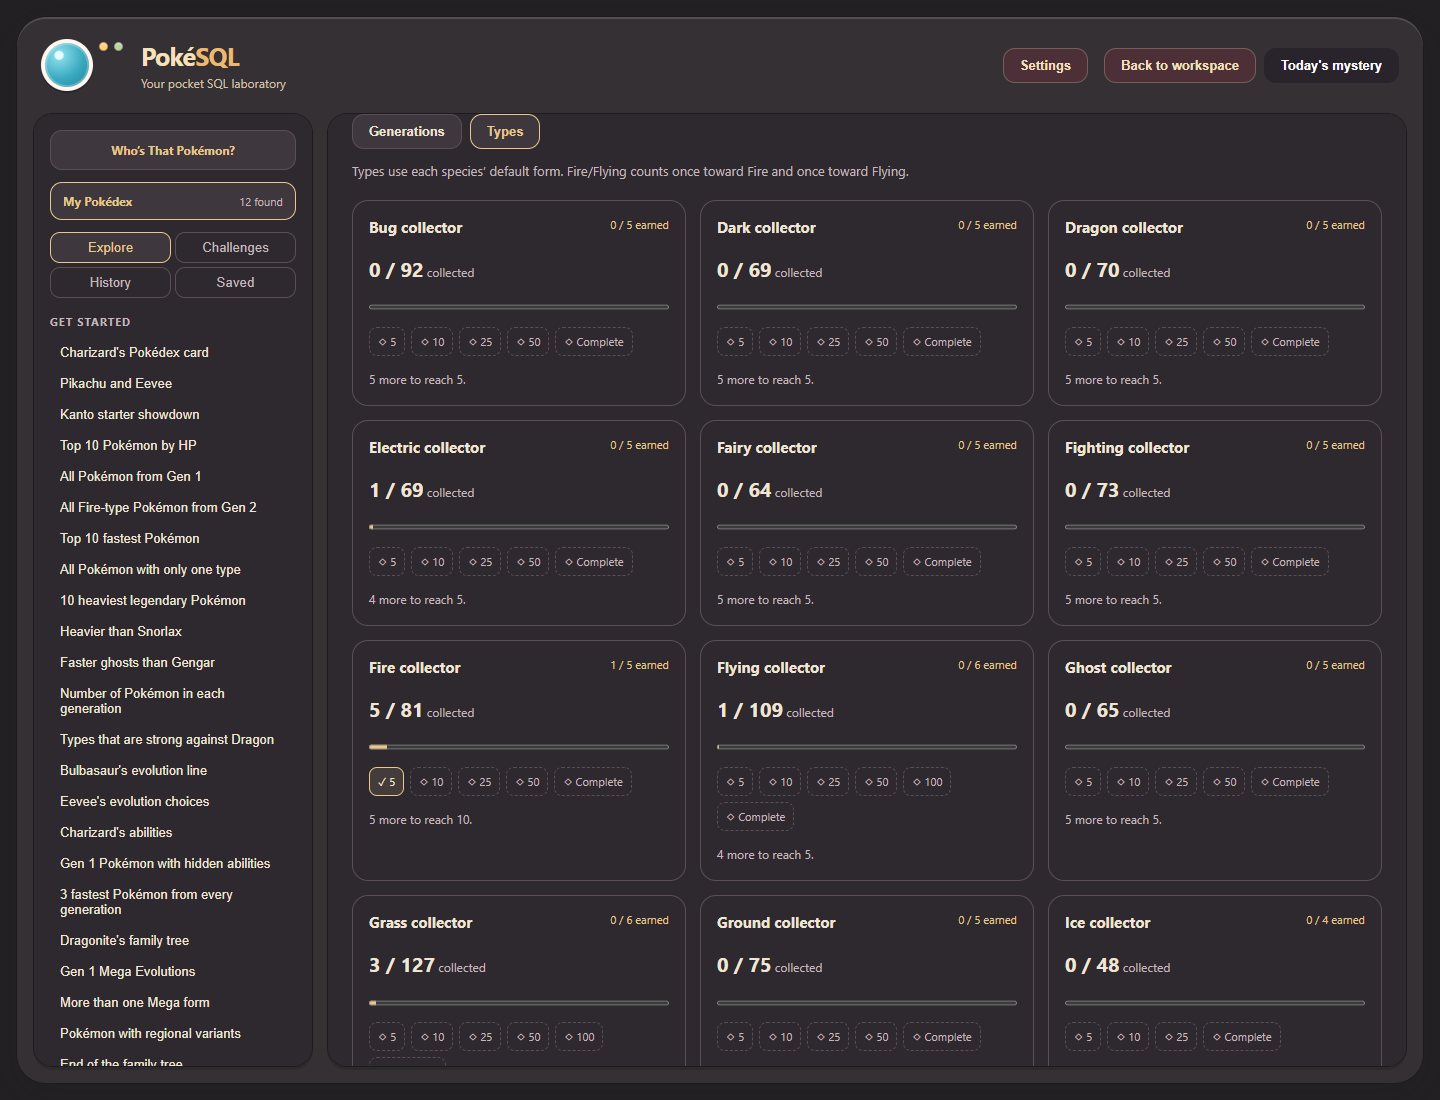 PokéSQL
Your pocket SQL laboratory
Settings
Back to workspace
Today's mystery
Who's That Pokémon?
My Pokédex
12 found
Explore
Challenges
History
Saved
GET STARTED
Charizard's Pokédex card
Pikachu and Eevee
Kanto starter showdown
Top 10 Pokémon by HP
All Pokémon from Gen 1
All Fire-type Pokémon from Gen 2
Top 10 fastest Pokémon
All Pokémon with only one type
10 heaviest legendary Pokémon
Heavier than Snorlax
Faster ghosts than Gengar
Number of Pokémon in each
generation
Types that are strong against Dragon
Bulbasaur's evolution line
Eevee's evolution choices
Charizard's abilities
Gen 1 Pokémon with hidden abilities
3 fastest Pokémon from every
generation
Dragonite's family tree
Gen 1 Mega Evolutions
More than one Mega form
Pokémon with regional variants
End of the family tree
Generations
Types
Types use each species' default form. Fire/Flying counts once toward Fire and once toward Flying.
Bug collector
0 / 5 earned
0 / 92 collected
◇ 5 ◇ 10 ◇ 25 ◇ 50 ◇ Complete
5 more to reach 5.
Dark collector
0 / 5 earned
0 / 69 collected
◇ 5 ◇ 10 ◇ 25 ◇ 50 ◇ Complete
5 more to reach 5.
Dragon collector
0 / 5 earned
0 / 70 collected
◇ 5 ◇ 10 ◇ 25 ◇ 50 ◇ Complete
5 more to reach 5.
Electric collector
0 / 5 earned
1 / 69 collected
◇ 5 ◇ 10 ◇ 25 ◇ 50 ◇ Complete
4 more to reach 5.
Fairy collector
0 / 5 earned
0 / 64 collected
◇ 5 ◇ 10 ◇ 25 ◇ 50 ◇ Complete
5 more to reach 5.
Fighting collector
0 / 5 earned
0 / 73 collected
◇ 5 ◇ 10 ◇ 25 ◇ 50 ◇ Complete
5 more to reach 5.
Fire collector
1 / 5 earned
5 / 81 collected
✓ 5 ◇ 10 ◇ 25 ◇ 50 ◇ Complete
5 more to reach 10.
Flying collector
0 / 6 earned
1 / 109 collected
◇ 5 ◇ 10 ◇ 25 ◇ 50 ◇ 100
◇ Complete
4 more to reach 5.
Ghost collector
0 / 5 earned
0 / 65 collected
◇ 5 ◇ 10 ◇ 25 ◇ 50 ◇ Complete
5 more to reach 5.
Grass collector
0 / 6 earned
3 / 127 collected
◇ 5 ◇ 10 ◇ 25 ◇ 50 ◇ 100
Ground collector
0 / 5 earned
0 / 75 collected
◇ 5 ◇ 10 ◇ 25 ◇ 50 ◇ Complete
Ice collector
0 / 4 earned
0 / 48 collected
◇ 5 ◇ 10 ◇ 25 ◇ Complete